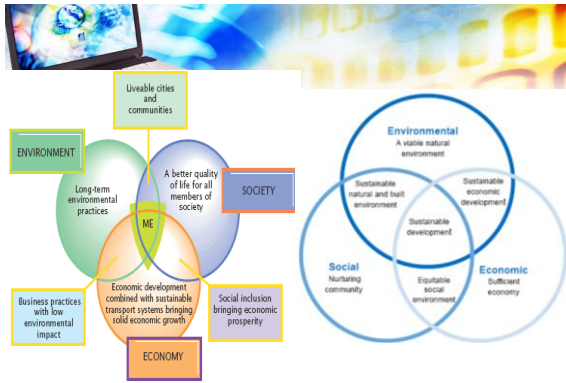 Liveable cities
and
communities
ENVIRONMENT
Long-term
environmental
practices
A better quality
of life for all
members of
society
SOCIETY
ME
Economic development
combined with sustainable
transport systems bringing
solid economic growth
Business practices
with low
environmental
impact
Social inclusion
bringing economic
prosperity
ECONOMY
Environmental
A viable natural
environment
Sustainable
natural and built
environment
Sustainable
economic
development
Sustainable
development
Social
Nurturing
community
Equitable
social
environment
Economic
Sufficient
economy